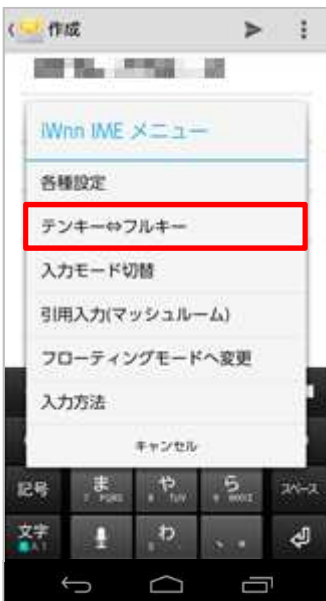 作成
iWnn IME メニュー
各種設定
テンキー⇔フルキー
入力モード切替
引用入力(マッシュルーム)
フローティングモードへ変更
入力方法
キャンセル
記号
ま
PQRS
や
TUV
ら
WXYZ
スペース
文字
わ
、。